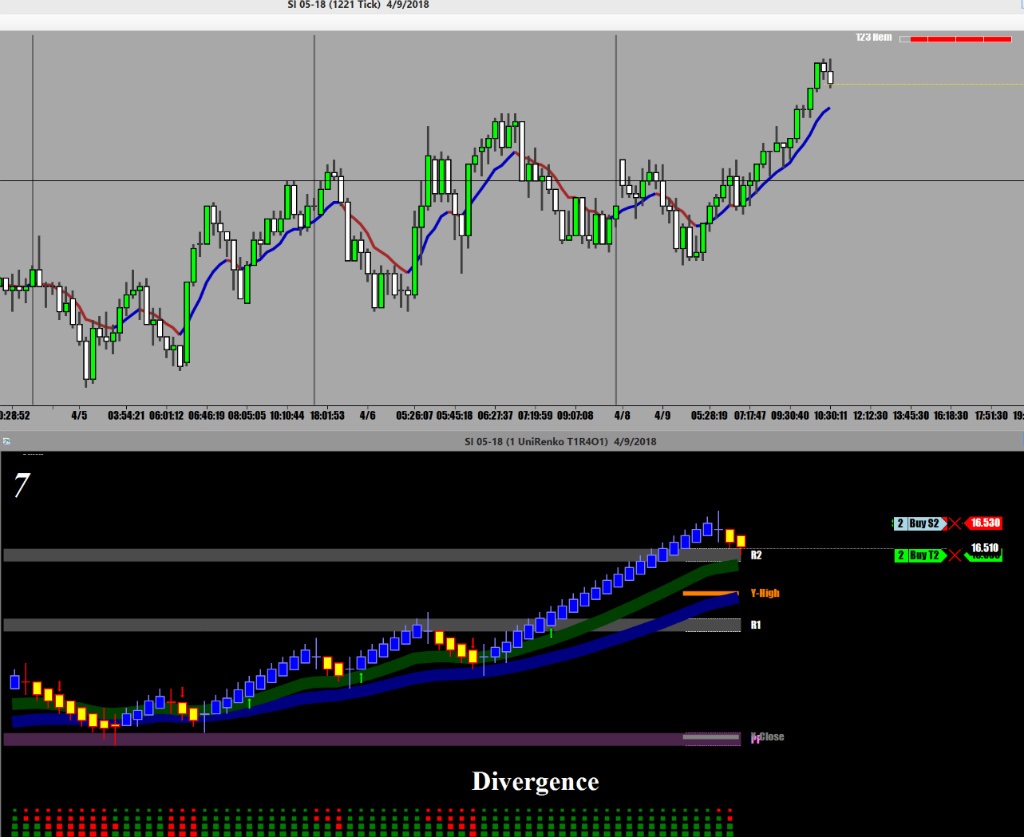 SI 05-18 (1221 Tick) 4/9/2018
123 Rem
4/5 03:54:21 06:01:12 06:46:19 08:05:05 10:10:44 18:01:53 4/6 05:26:07 05:45:18 06:27:37 07:19:59 09:07:08 4/8 4/9 05:28:19 07:17:47 09:30:40 10:30:11 12:12:30 13:45:30 16:18:30 17:51:30
SI 05-18 (1 UniRenko T1R4O1) 4/9/2018
7
2 Buy S2 16.530
16.510
2 Buy T2
R2
Y-High
R1
Close
Divergence